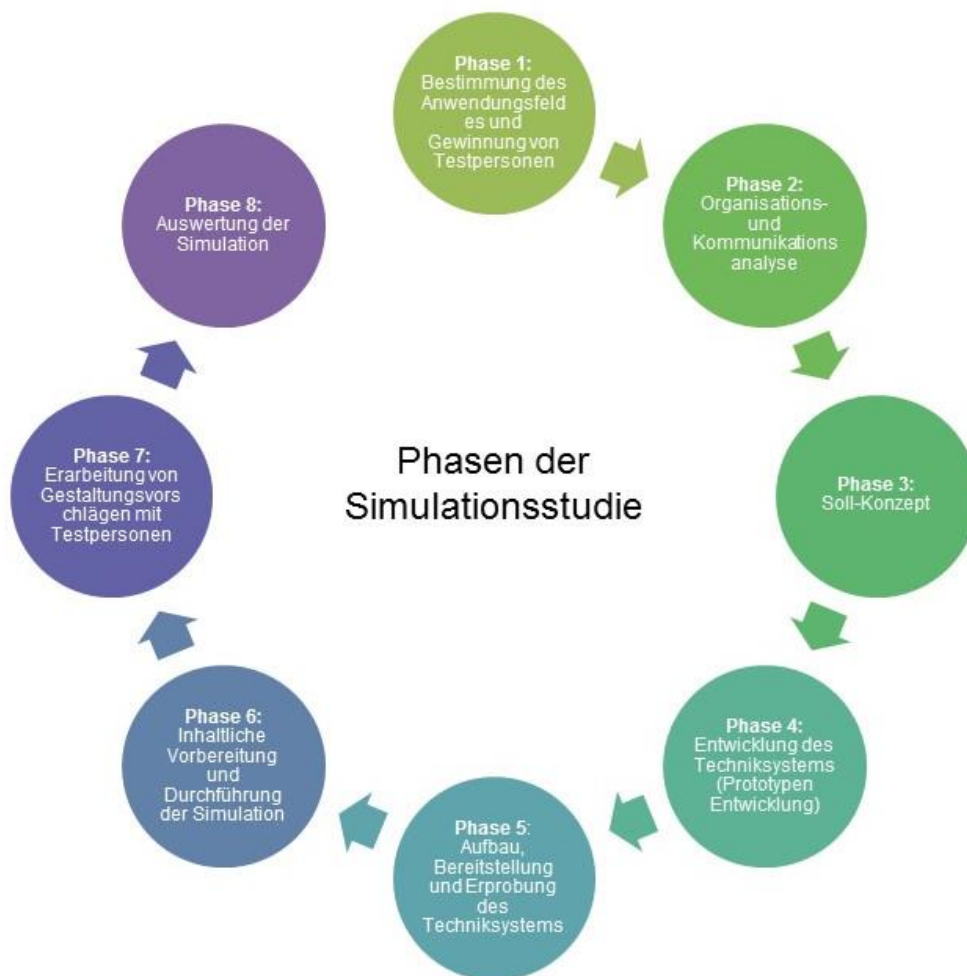 Phase 1:
Bestimmung des
Anwendungsfeld
es und
Gewinnung von
Testpersonen
Phase 2:
Organisations-
und
Kommunikations
analyse
Phase 3:
Soll-Konzept
Phase 4:
Entwicklung des
Techniksystems
(Prototypen
Entwicklung)
Phase 5:
Aufbau,
Bereitstellung
und Erprobung
des
Techniksystems
Phase 6:
Inhaltliche
Vorbereitung
und
Durchführung
der Simulation
Phase 7:
Erarbeitung von
Gestaltungsvors
chlägen mit
Testpersonen
Phase 8:
Auswertung der
Simulation
Phasen der
Simulationsstudie